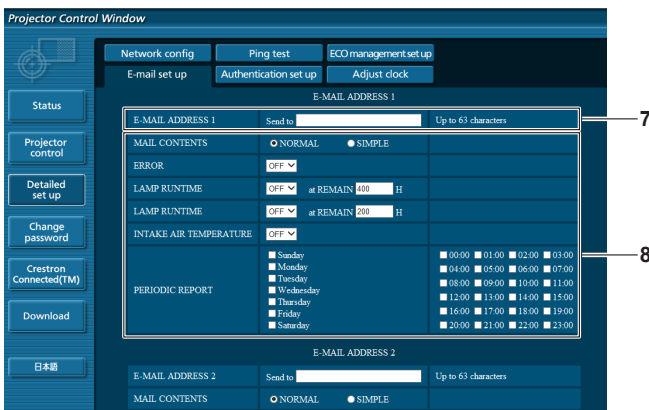 Projector Control Window
Network config Ping test ECO management set up
E-mail set up Authentication set up Adjust clock
Status
Projector control
Detailed set up
Change password
Crestron Connected(TM)
Download
日本語
E-MAIL ADDRESS 1
E-MAIL ADDRESS 1 Send to Up to 63 characters
7
MAIL CONTENTS NORMAL SIMPLE
ERROR OFF
LAMP RUNTIME OFF at REMAIN 400 H
LAMP RUNTIME OFF at REMAIN 200 H
INTAKE AIR TEMPERATURE OFF
8
PERIODIC REPORT
Sunday 00:00 01:00 02:00 03:00
Monday 04:00 05:00 06:00 07:00
Tuesday 08:00 09:00 10:00 11:00
Wednesday
Thursday 12:00 13:00 14:00 15:00
Friday 16:00 17:00 18:00 19:00
Saturday 20:00 21:00 22:00 23:00
E-MAIL ADDRESS 2
E-MAIL ADDRESS 2 Send to Up to 63 characters
MAIL CONTENTS NORMAL SIMPLE